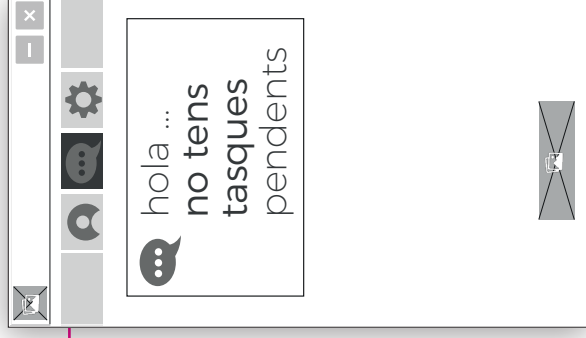 hola ...
no tens
tasques
pendents